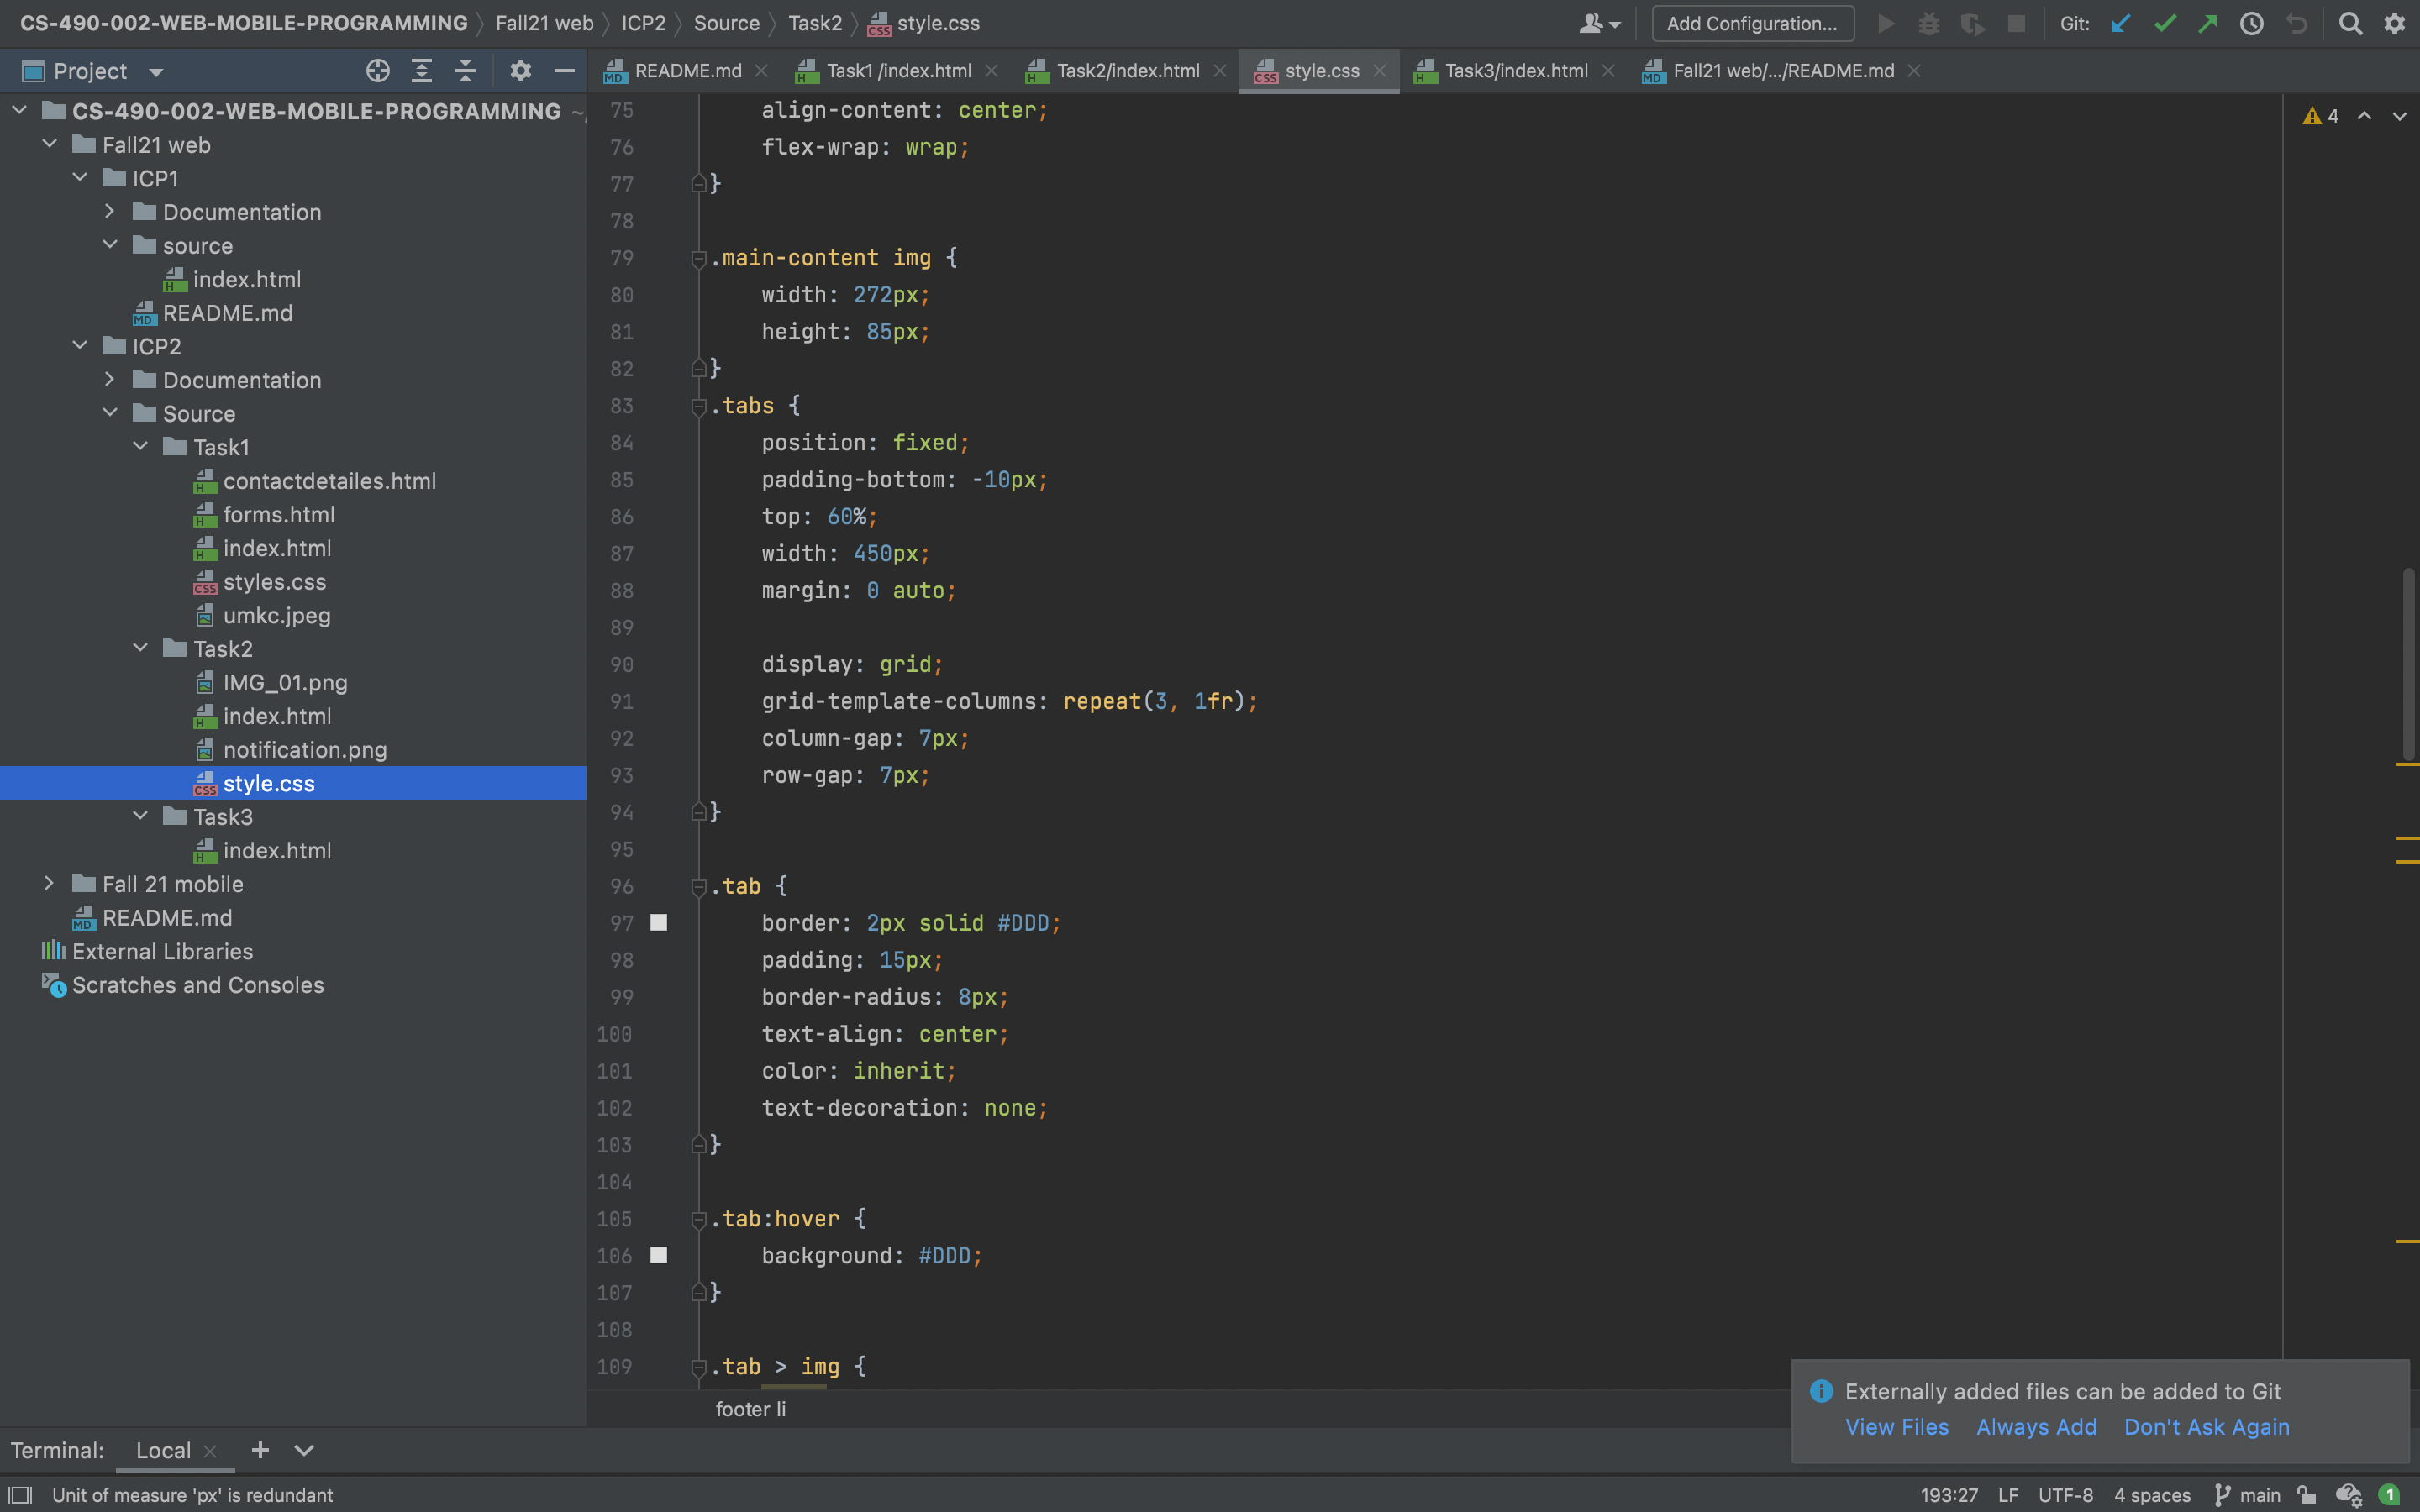 CS-490-002-WEB-MOBILE-PROGRAMMING Fall21 web ICP2 Source Task2 style.css Add Configuration... Git:
Project
README.md Task1 /index.html Task2/index.html style.css Task3/index.html Fall21 web/.../README.md
CS-490-002-WEB-MOBILE-PROGRAMMING ~/
Fall21 web
ICP1
Documentation
source
index.html
README.md
ICP2
Documentation
Source
Task1
contactdetailes.html
forms.html
index.html
styles.css
umkc.jpeg
Task2
IMG_01.png
index.html
notification.png
style.css
Task3
index.html
Fall 21 mobile
README.md
External Libraries
Scratches and Consoles
4
75 align-content: center;
76 flex-wrap: wrap;
77 }
78
79 .main-content img {
80 width: 272px;
81 height: 85px;
82 }
83 .tabs {
84 position: fixed;
85 padding-bottom: -10px;
86 top: 60%;
87 width: 450px;
88 margin: 0 auto;
89
90 display: grid;
91 grid-template-columns: repeat(3, 1fr);
92 column-gap: 7px;
93 row-gap: 7px;
94 }
95
96 .tab {
97 border: 2px solid #DDD;
98 padding: 15px;
99 border-radius: 8px;
100 text-align: center;
101 color: inherit;
102 text-decoration: none;
103 }
104
105 .tab:hover {
106 background: #DDD;
107 }
108
109 .tab > img {
footer li
Externally added files can be added to Git
View Files Always Add Don't Ask Again
Terminal: Local
Unit of measure 'px' is redundant 193:27 LF UTF-8 4 spaces main 1